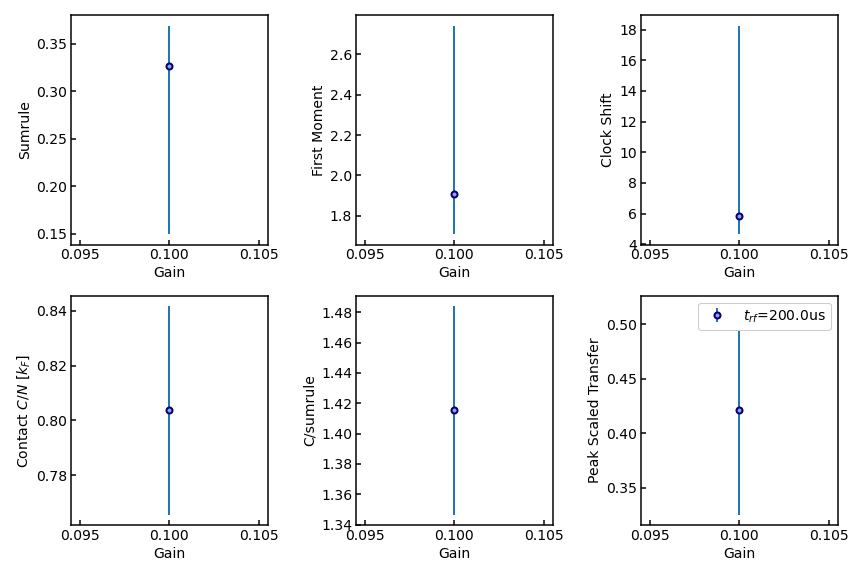 Sumrule
0.35
0.30
0.25
0.20
0.15
0.095 0.100 0.105
Gain
First Moment
2.6
2.4
2.2
2.0
1.8
0.095 0.100 0.105
Gain
Clock Shift
18
16
14
12
10
8
6
4
0.095 0.100 0.105
Gain
Contact C/N [k_F]
0.84
0.82
0.80
0.78
0.095 0.100 0.105
Gain
C/sumrule
1.48
1.46
1.44
1.42
1.40
1.38
1.36
1.34
0.095 0.100 0.105
Gain
Peak Scaled Transfer
0.50
0.45
0.40
0.35
t_rf=200.0us
0.095 0.100 0.105
Gain